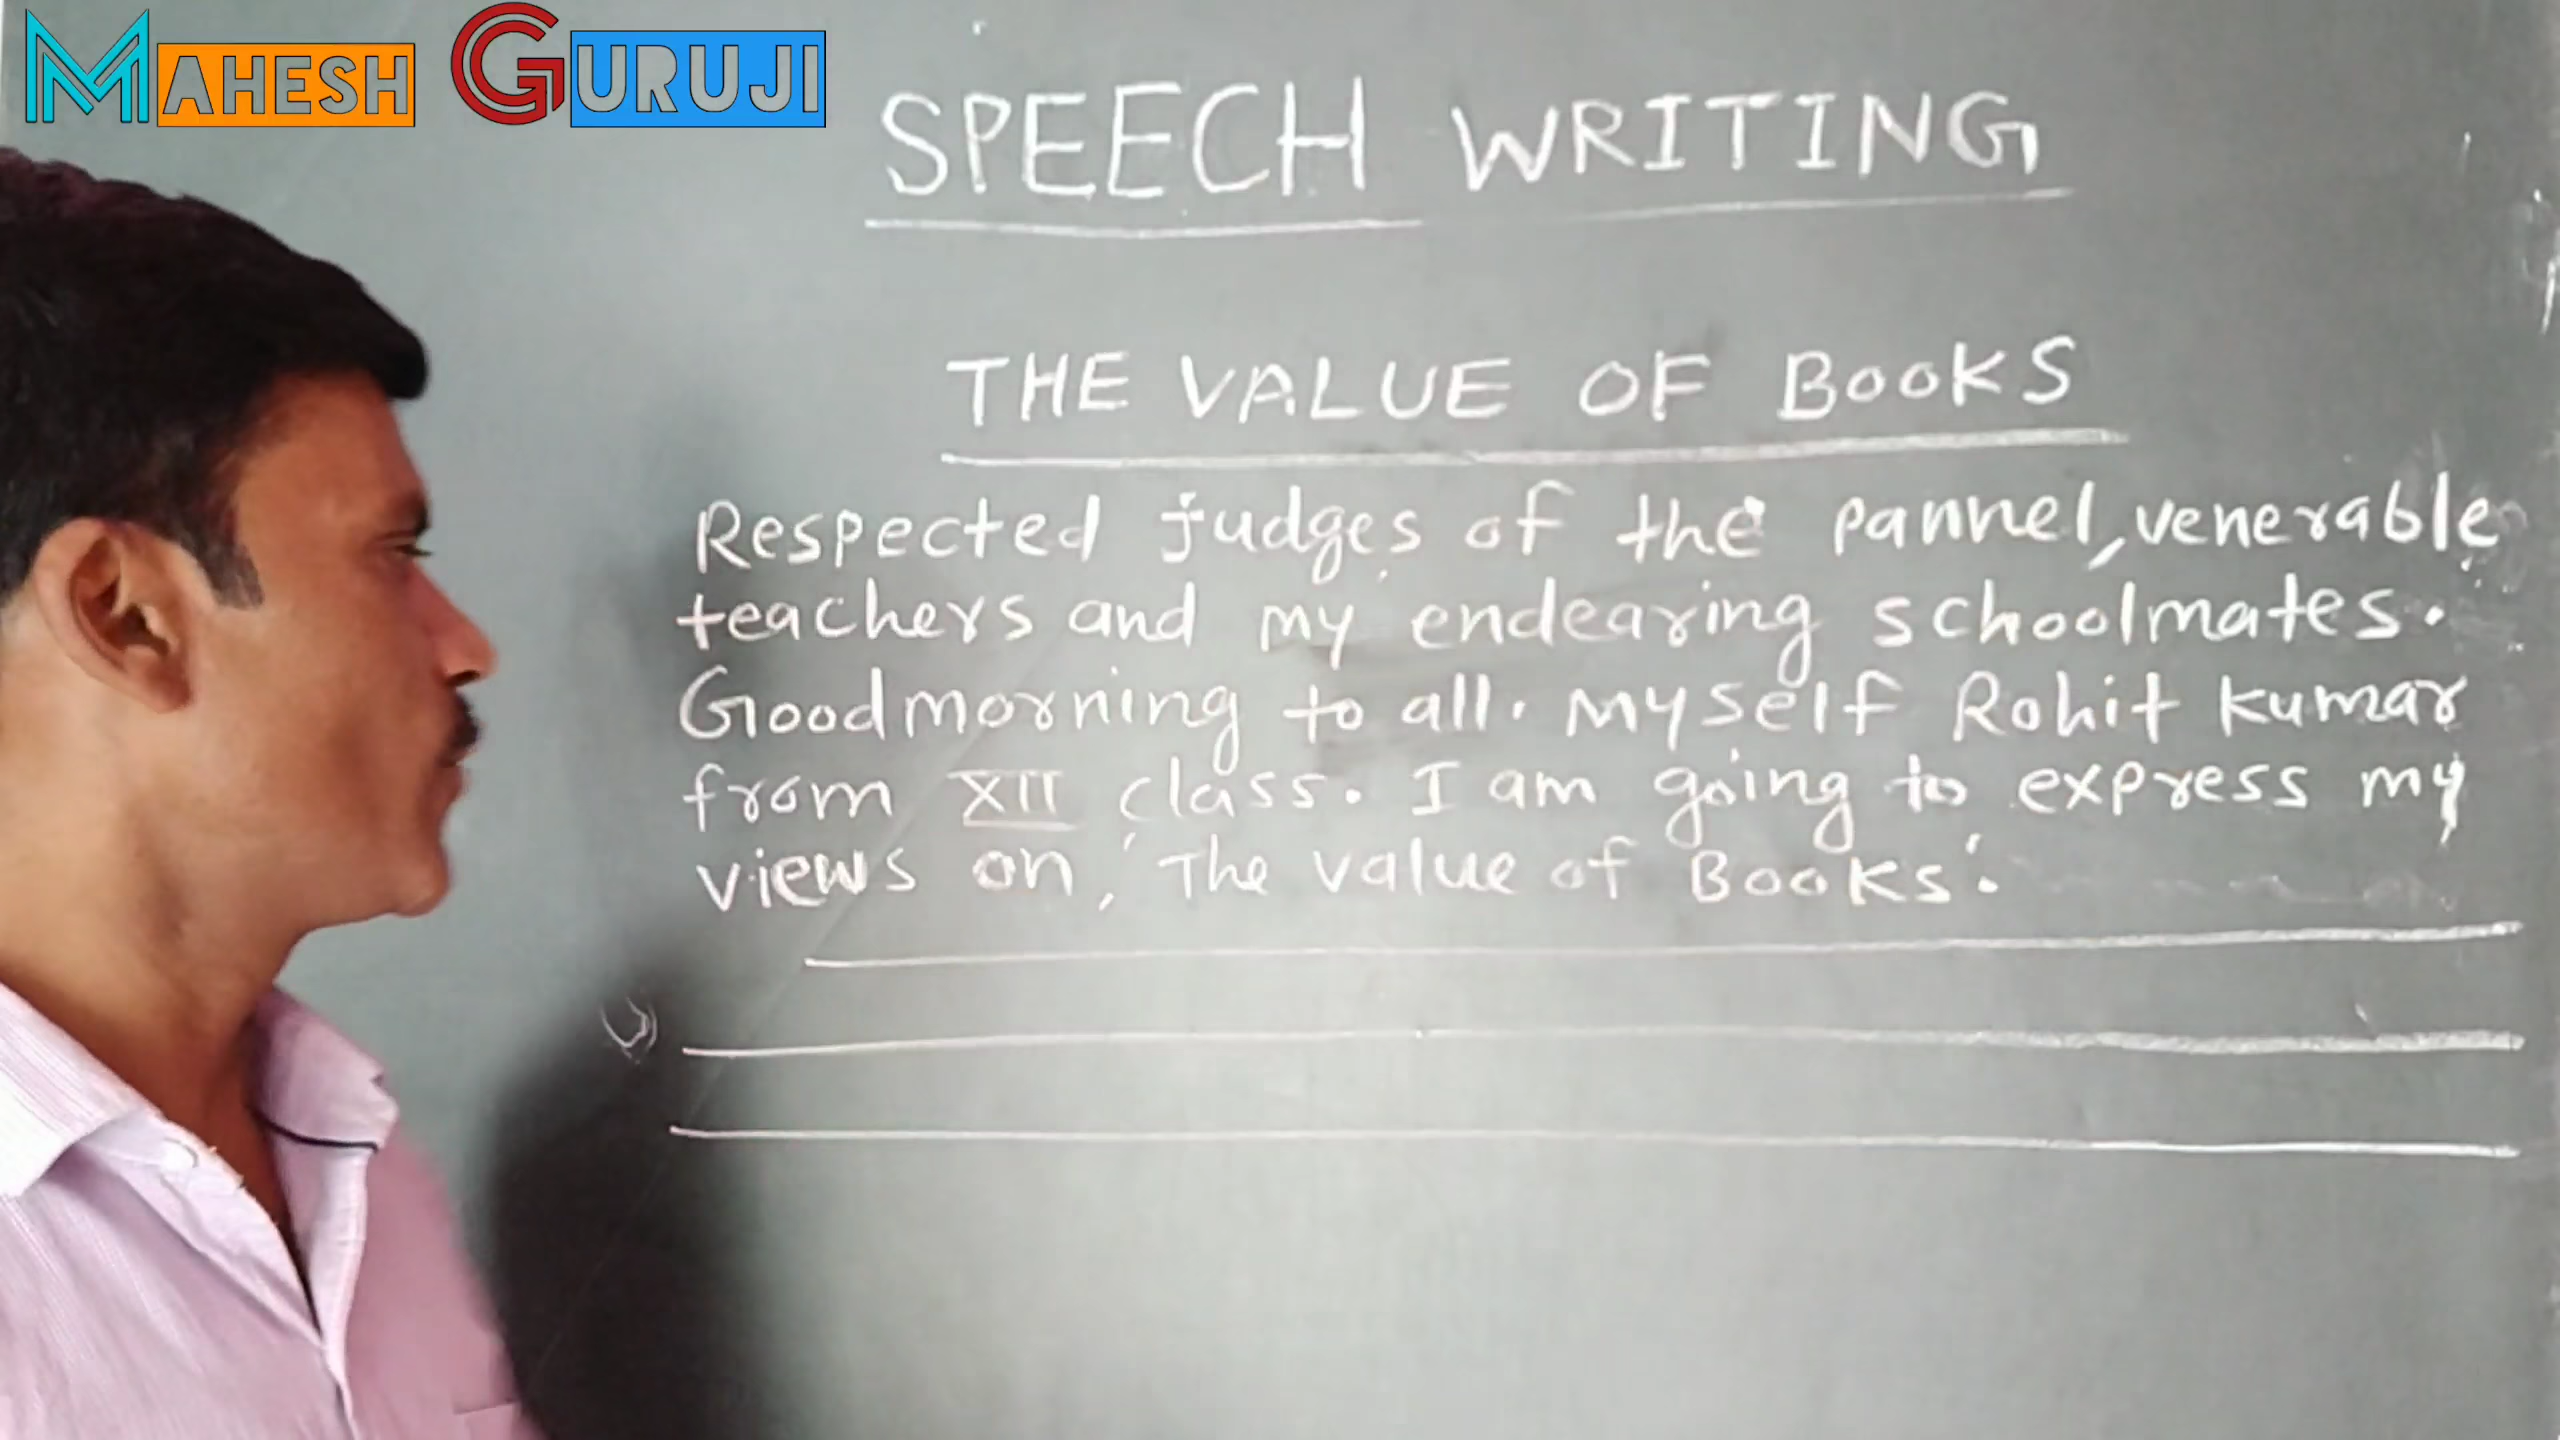 MAHESH GURUJI
SPEECH WRITING
THE VALUE OF BOOKS
Respected judges of the pannel, venerable
teachers and my endearing schoolmates.
Goodmorning to all. Myself Rohit Kumar
from XII class. I am going to express my
views on, 'The value of Books'.